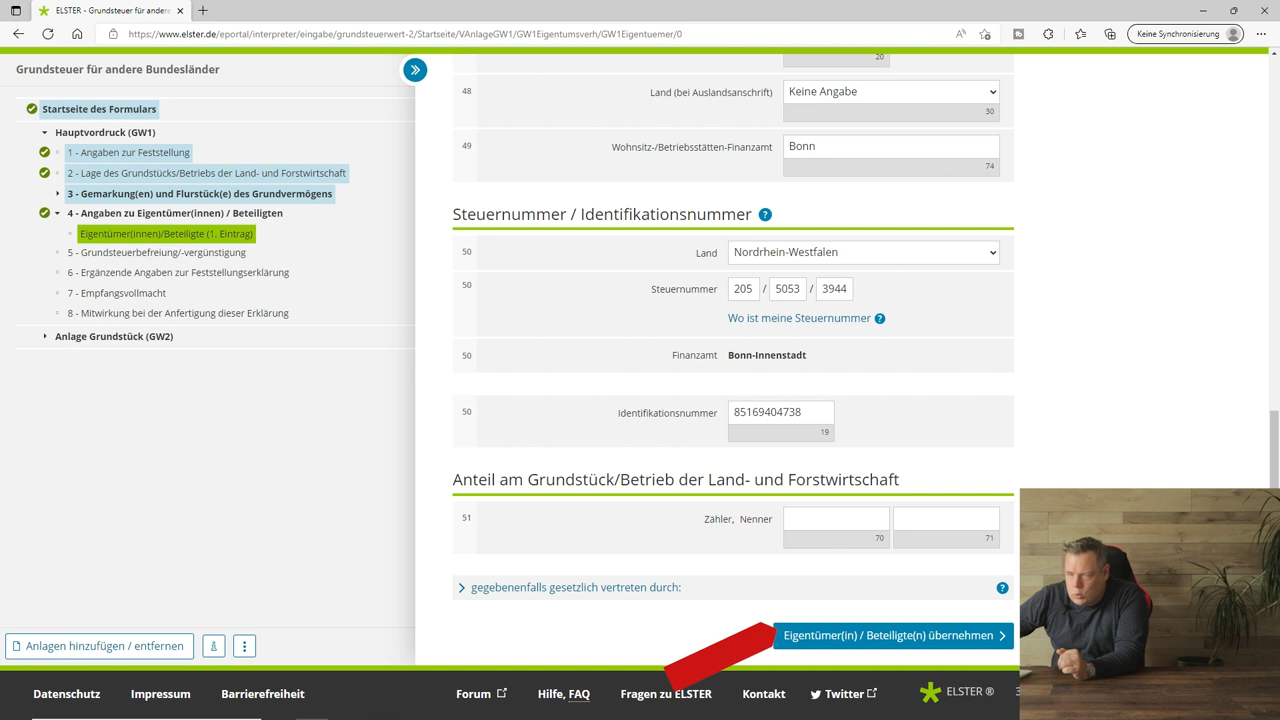 ELSTER - Grundsteuer für andere
https://www.elster.de/eportal/interpreter/eingabe/grundsteuerwert-2/Startseite/VAnlageGW1/GW1Eigentumsverh/GW1Eigentuemer/0
Keine Synchronisierung
Grundsteuer für andere Bundesländer
Startseite des Formulars
Hauptvordruck (GW1)
1 - Angaben zur Feststellung
2 - Lage des Grundstücks/Betriebs der Land- und Forstwirtschaft
3 - Gemarkung(en) und Flurstück(e) des Grundvermögens
4 - Angaben zu Eigentümer(innen) / Beteiligten
Eigentümer(innen)/Beteiligte (1. Eintrag)
5 - Grundsteuerbefreiung/-vergünstigung
6 - Ergänzende Angaben zur Feststellungserklärung
7 - Empfangsvollmacht
8 - Mitwirkung bei der Anfertigung dieser Erklärung
Anlage Grundstück (GW2)
Anlagen hinzufügen / entfernen
20
48 Land (bei Auslandsanschrift) Keine Angabe
30
49 Wohnsitz-/Betriebsstätten-Finanzamt Bonn
74
Steuernummer / Identifikationsnummer ?
50 Land Nordrhein-Westfalen
50 Steuernummer 205 / 5053 / 3944
Wo ist meine Steuernummer ?
50 Finanzamt Bonn-Innenstadt
50 Identifikationsnummer 85169404738
19
Anteil am Grundstück/Betrieb der Land- und Forstwirtschaft
51 Zähler, Nenner
70 71
gegebenenfalls gesetzlich vertreten durch: ?
Eigentümer(in) / Beteiligte(n) übernehmen
Datenschutz Impressum Barrierefreiheit Forum Hilfe, FAQ Fragen zu ELSTER Kontakt Twitter ELSTER ®